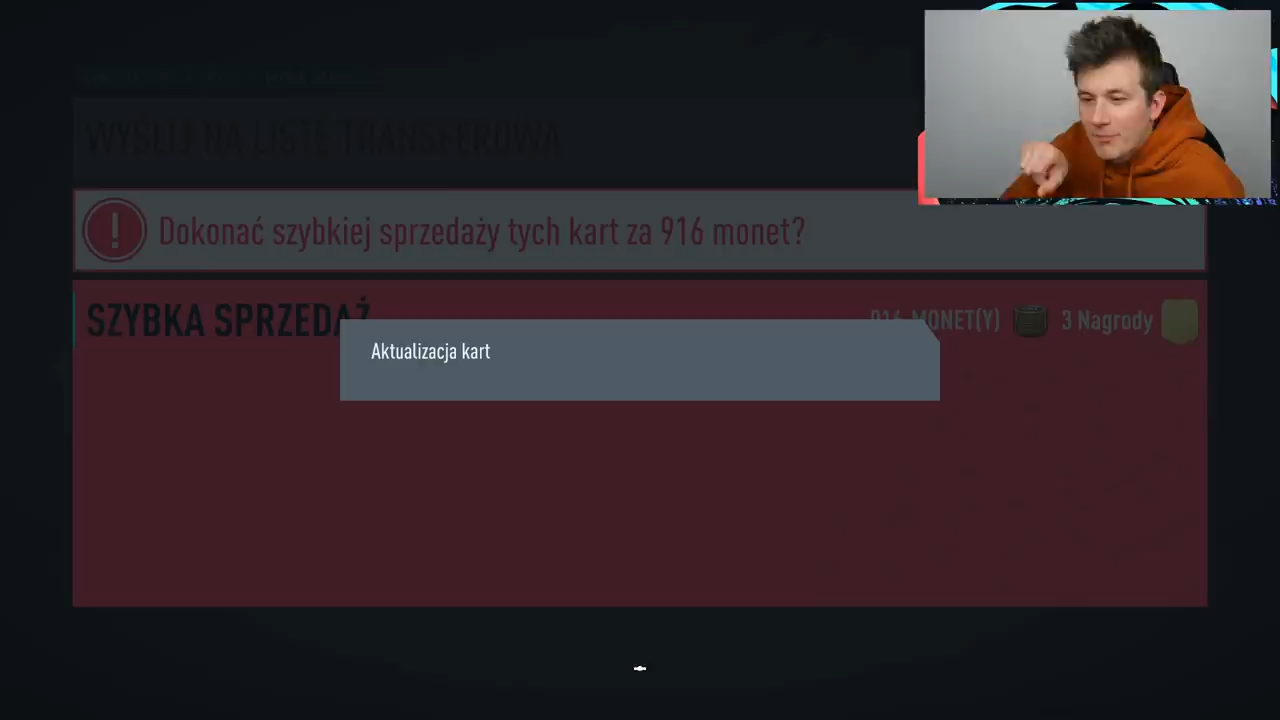 WYŚLIJ NA LISTĘ TRANSFEROWĄ
Dokonać szybkiej sprzedaży tych kart za 916 monet?
SZYBKA SPRZEDAŻ
916 MONET(Y) 3 Nagrody
Aktualizacja kart